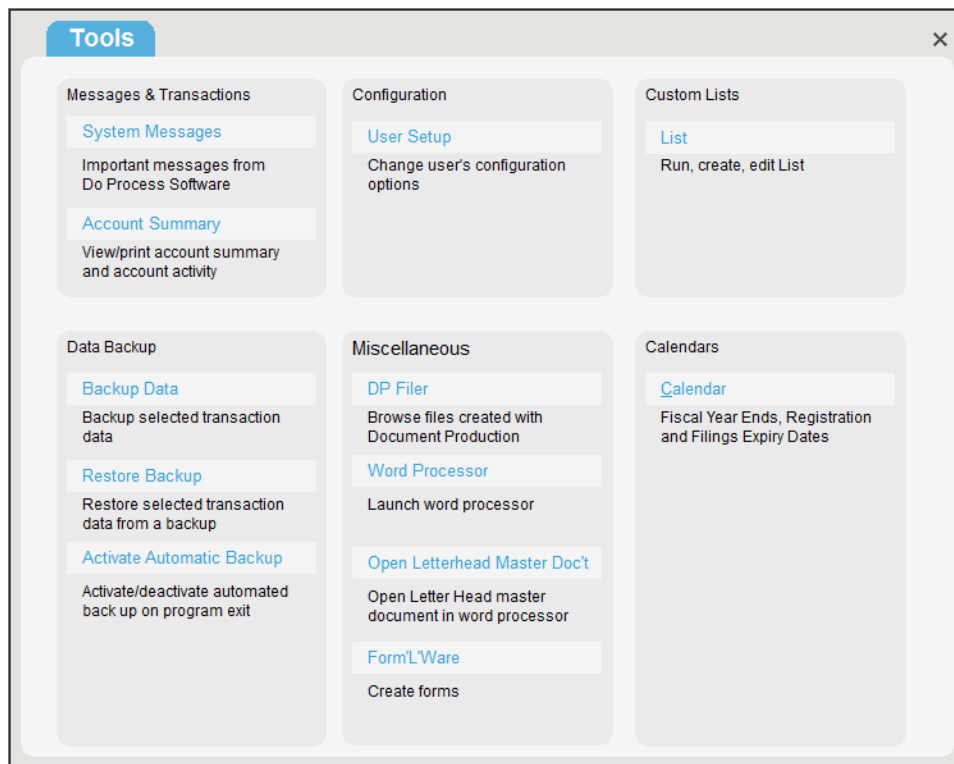 Tools
×
Messages & Transactions
System Messages
Important messages from
Do Process Software
Account Summary
View/print account summary
and account activity
Configuration
User Setup
Change user's configuration
options
Custom Lists
List
Run, create, edit List
Data Backup
Backup Data
Backup selected transaction
data
Restore Backup
Restore selected transaction
data from a backup
Activate Automatic Backup
Activate/deactivate automated
back up on program exit
Miscellaneous
DP Filer
Browse files created with
Document Production
Word Processor
Launch word processor
Open Letterhead Master Doc't
Open Letter Head master
document in word processor
Form'L'Ware
Create forms
Calendars
Calendar
Fiscal Year Ends, Registration
and Filings Expiry Dates